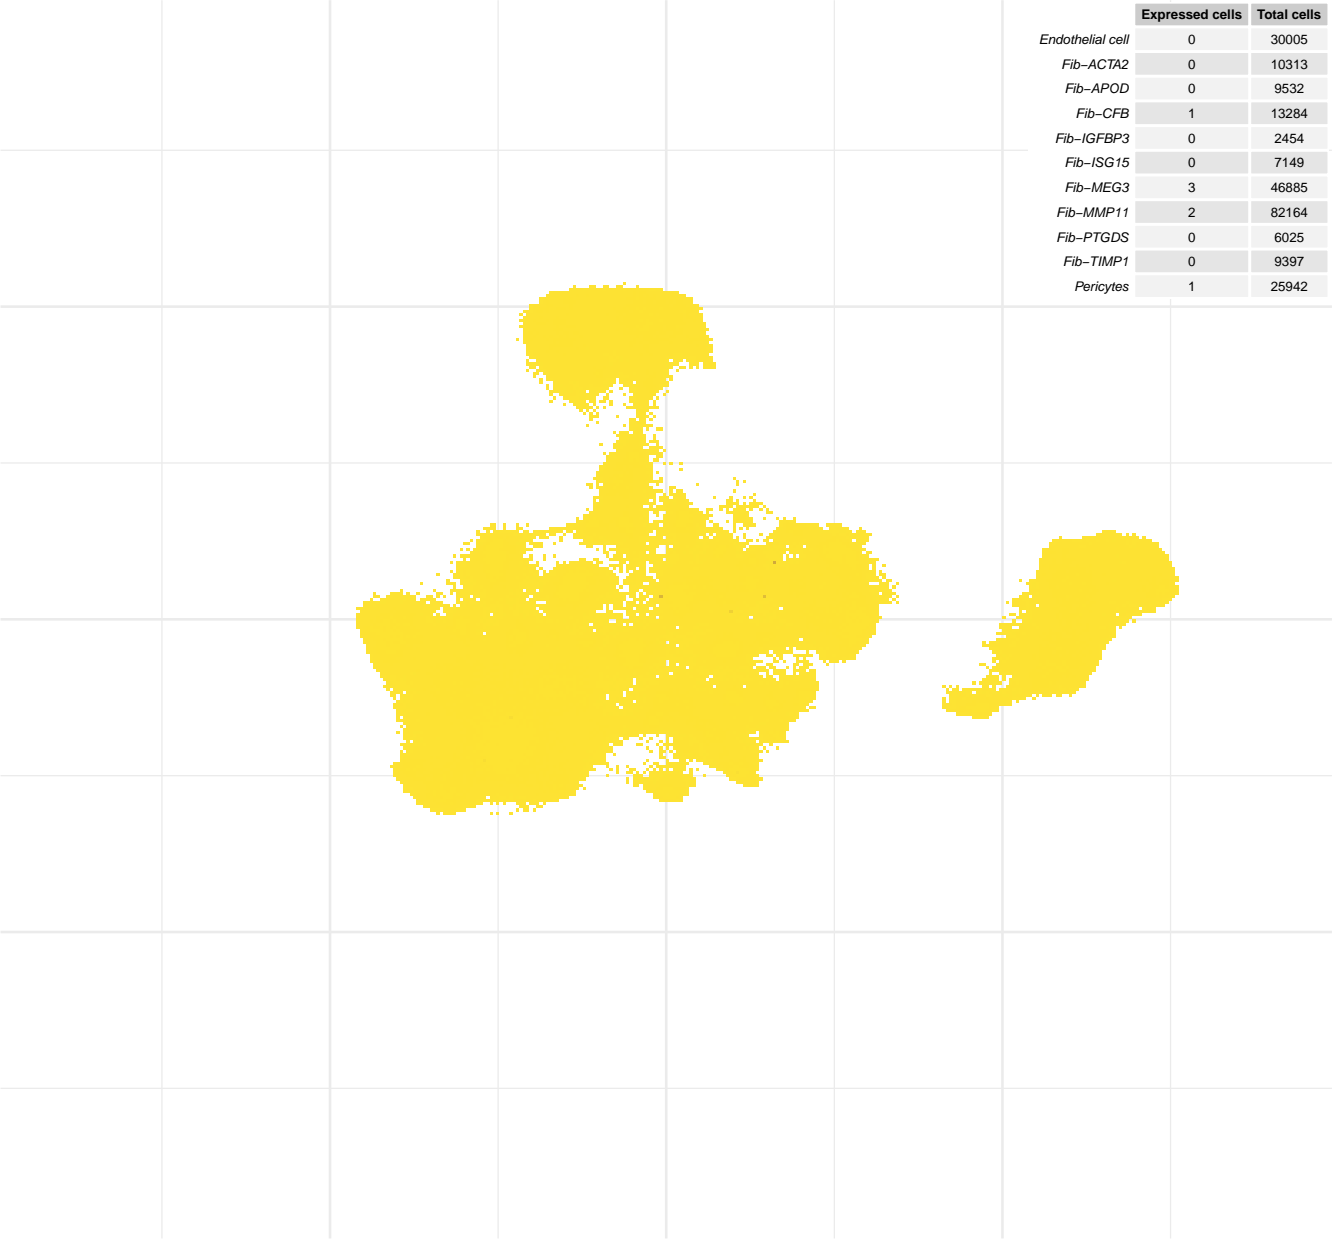 Expressed cells Total cells
Endothelial cell 0 30005
Fib−ACTA2 0 10313
Fib−APOD 0 9532
Fib−CFB 1 13284
Fib−IGFBP3 0 2454
Fib−ISG15 0 7149
Fib−MEG3 3 46885
Fib−MMP11 2 82164
Fib−PTGDS 0 6025
Fib−TIMP1 0 9397
Pericytes 1 25942